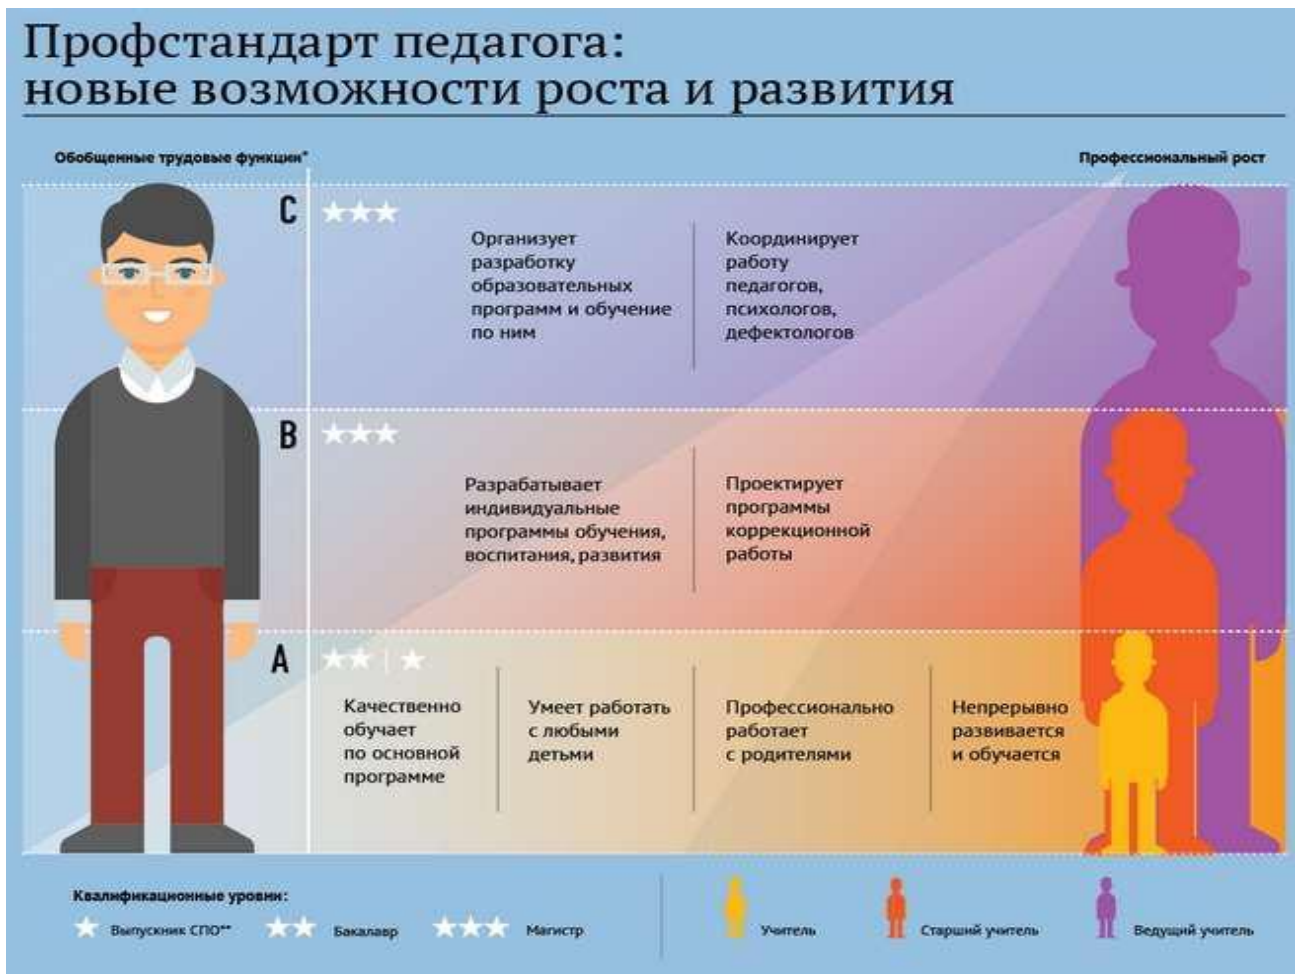 Профстандарт педагога:
новые возможности роста и развития
Обобщенные трудовые функции*
Профессиональный рост
C
Организует
разработку
образовательных
программ и обучение
по ним
Координирует
работу
педагогов,
психологов,
дефектологов
B
Разрабатывает
индивидуальные
программы обучения,
воспитания, развития
Проектирует
программы
коррекционной
работы
A
Качественно
обучает
по основной
программе
Умеет работать
с любыми
детьми
Профессионально
работает
с родителями
Непрерывно
развивается
и обучается
Квалификационные уровни:
Выпускник СПО**
Бакалавр
Магистр
Учитель
Старший учитель
Ведущий учитель